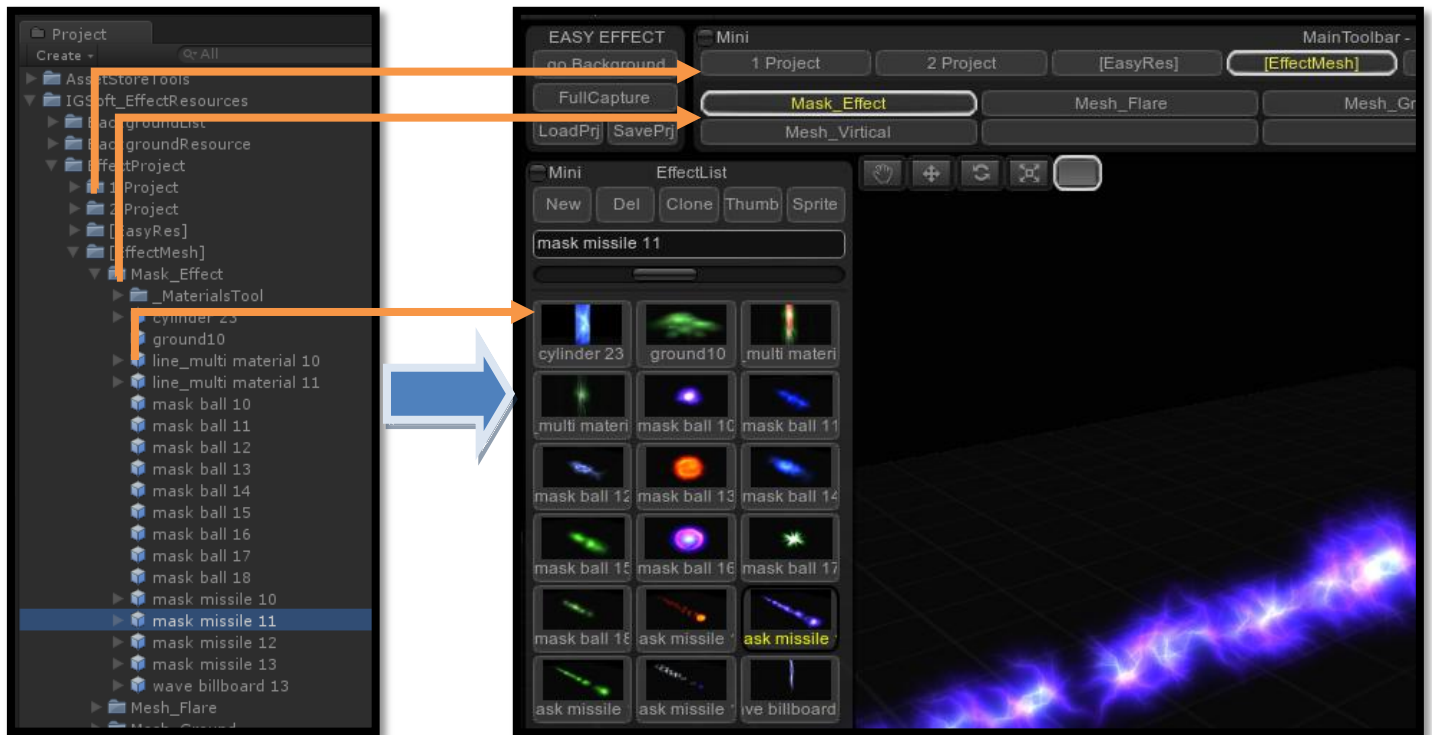 Project
Create
All
AssetStoreTools
IGSoft_EffectResources
BackgroundList
BackgroundResource
EffectProject
1 Project
2 Project
[EasyRes]
[EffectMesh]
Mask_Effect
_MaterialsTool
cylinder 23
ground10
line_multi material 10
line_multi material 11
mask ball 10
mask ball 11
mask ball 12
mask ball 13
mask ball 14
mask ball 15
mask ball 16
mask ball 17
mask ball 18
mask missile 10
mask missile 11
mask missile 12
mask missile 13
wave billboard 13
Mesh_Flare
Mesh_Ground
EASY EFFECT
go Background
FullCapture
LoadPrj SavePrj
Mini MainToolbar -
1 Project 2 Project [EasyRes] [EffectMesh]
Mask_Effect Mesh_Flare Mesh_Gr
Mesh_Virtical
Mini EffectList
New Del Clone Thumb Sprite
mask missile 11
cylinder 23 ground10 _multi materi
_multi materi mask ball 10 mask ball 11
mask ball 12 mask ball 13 mask ball 14
mask ball 15 mask ball 16 mask ball 17
mask ball 18 ask missile ask missile
ask missile ask missile ve billboard